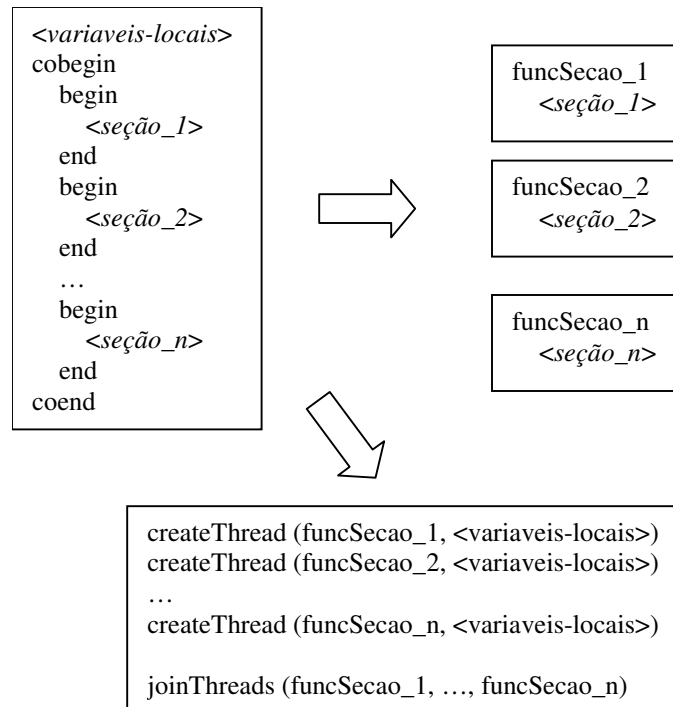 <variaveis-locais>
cobegin
begin
<seção_1>
end
begin
<seção_2>
end
…
begin
<seção_n>
end
coend
funcSecao_1
<seção_1>
funcSecao_2
<seção_2>
funcSecao_n
<seção_n>
createThread (funcSecao_1, <variaveis-locais>)
createThread (funcSecao_2, <variaveis-locais>)
…
createThread (funcSecao_n, <variaveis-locais>)
joinThreads (funcSecao_1, …, funcSecao_n)